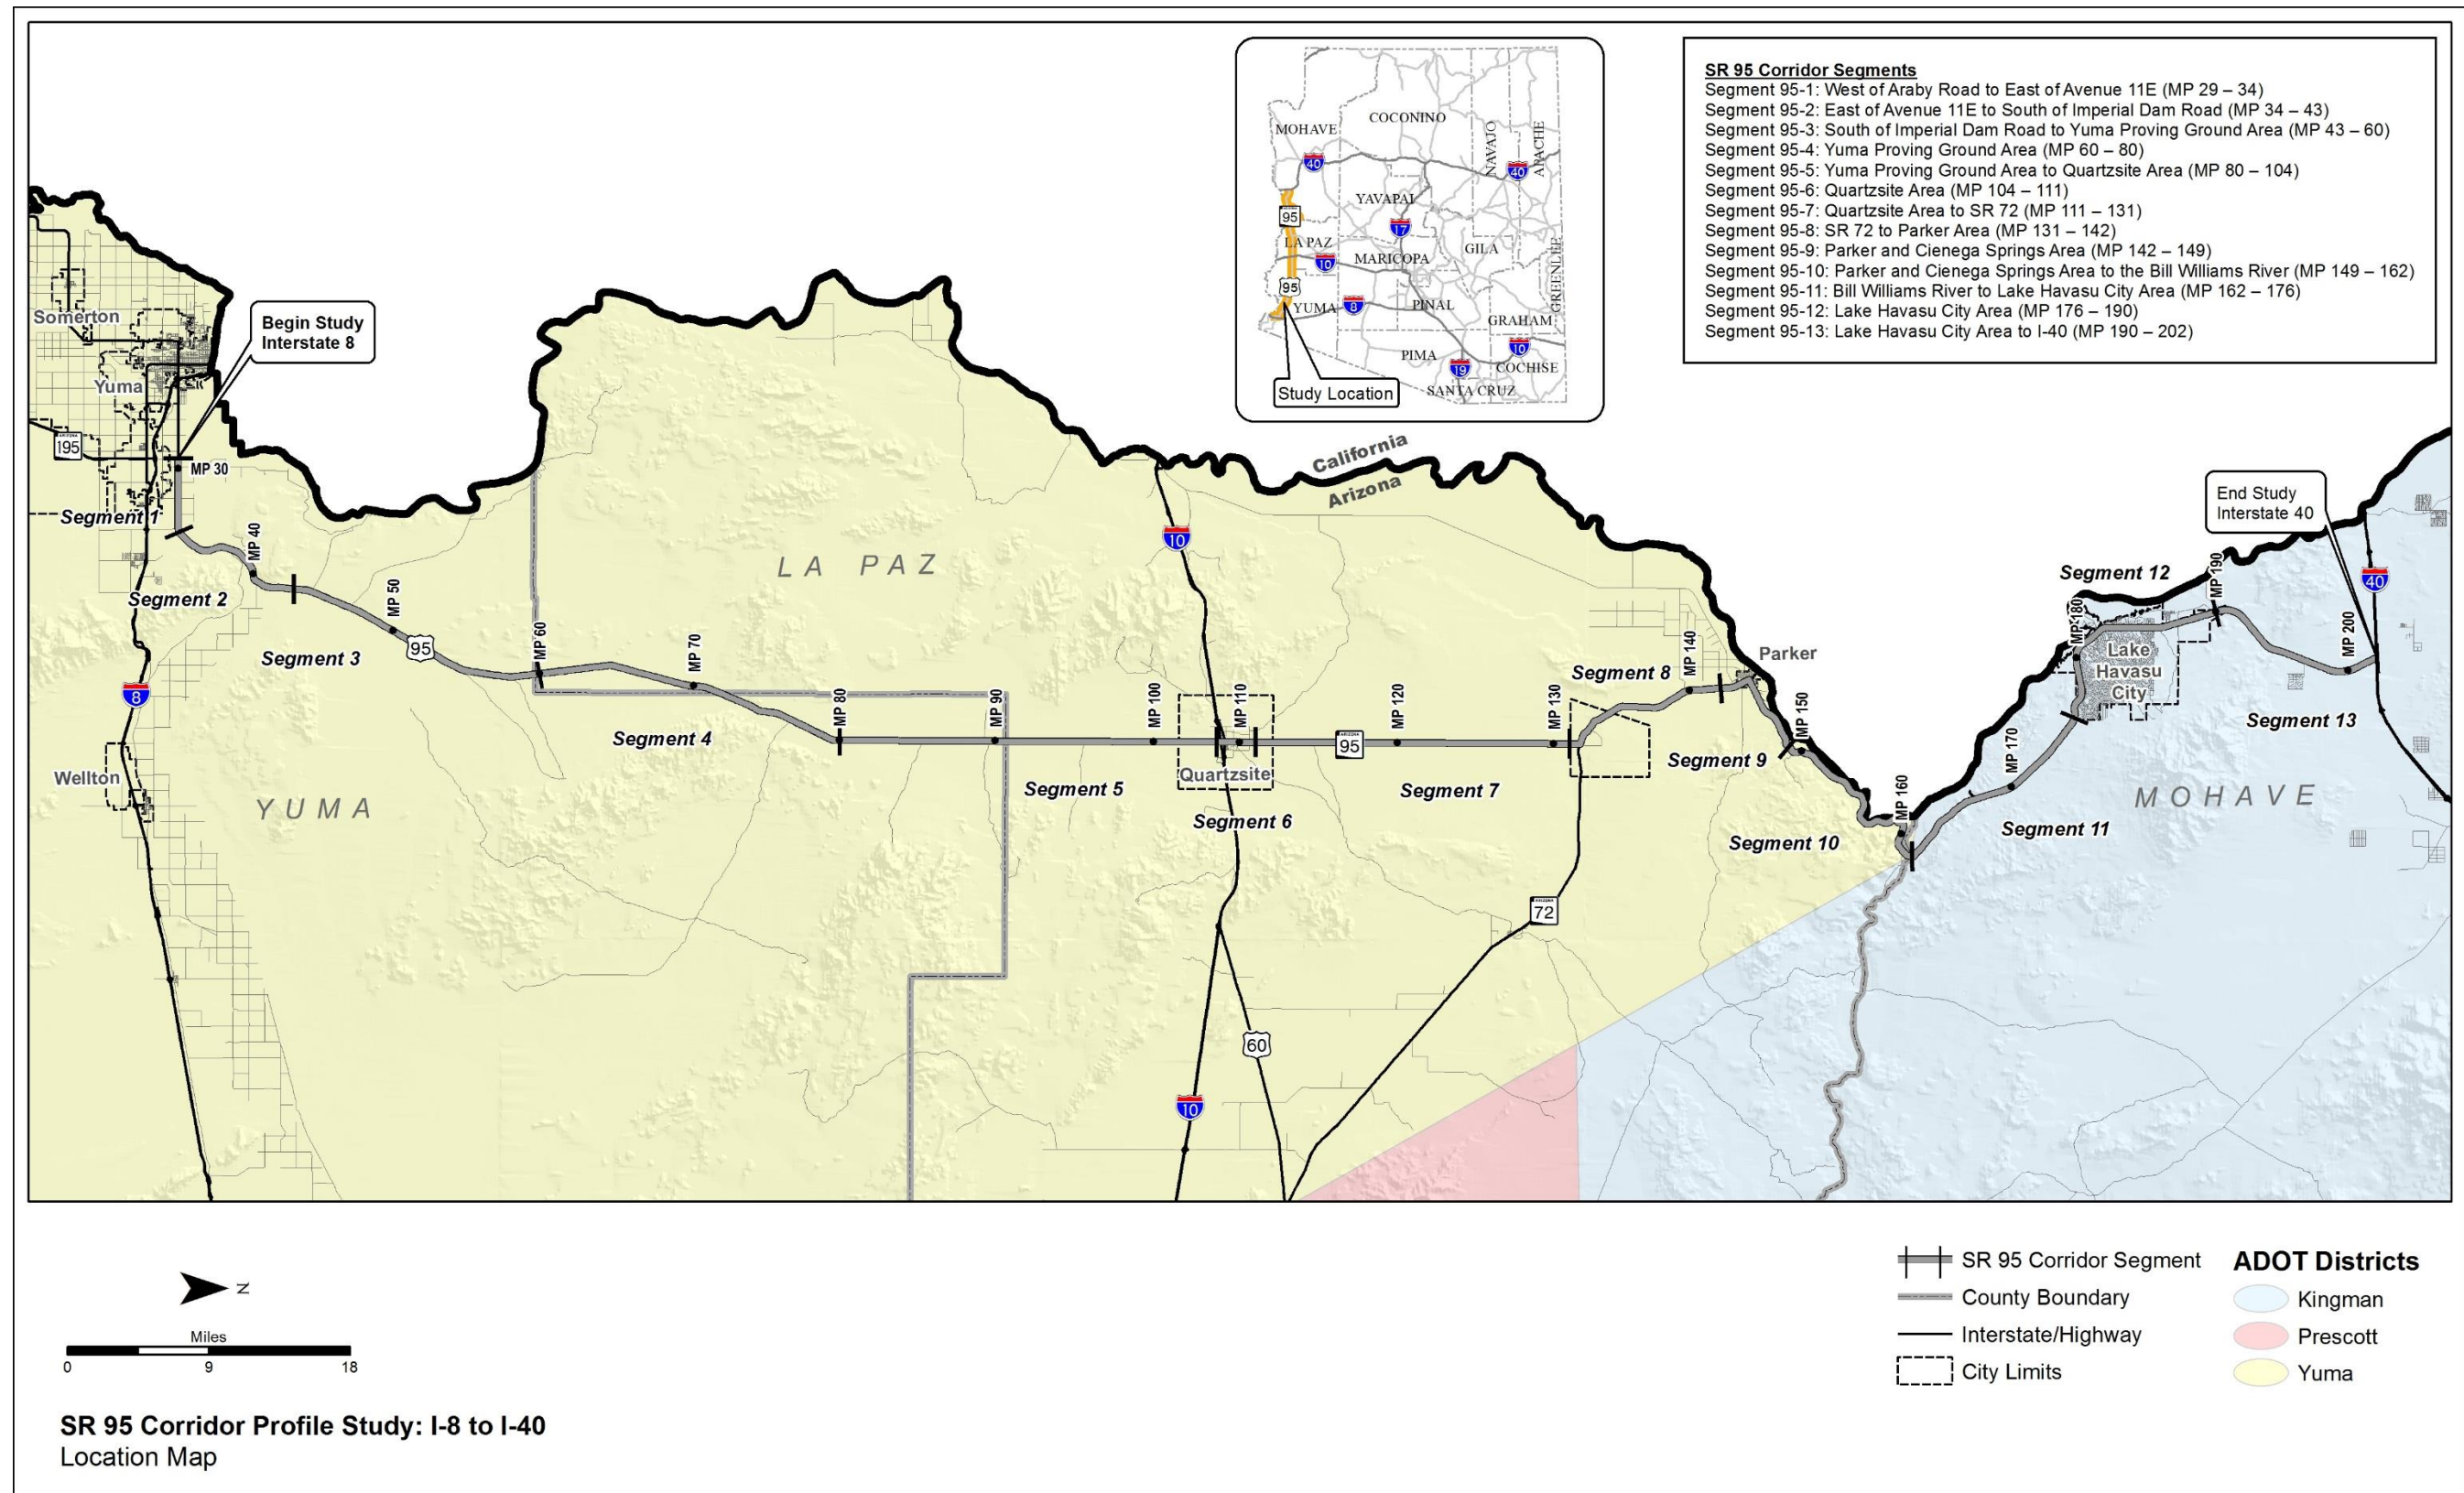 SR 95 Corridor Segments
Segment 95-1: West of Araby Road to East of Avenue 11E (MP 29 – 34)
Segment 95-2: East of Avenue 11E to South of Imperial Dam Road (MP 34 – 43)
Segment 95-3: South of Imperial Dam Road to Yuma Proving Ground Area (MP 43 – 60)
Segment 95-4: Yuma Proving Ground Area (MP 60 – 80)
Segment 95-5: Yuma Proving Ground Area to Quartzsite Area (MP 80 – 104)
Segment 95-6: Quartzsite Area (MP 104 – 111)
Segment 95-7: Quartzsite Area to SR 72 (MP 111 – 131)
Segment 95-8: SR 72 to Parker Area (MP 131 – 142)
Segment 95-9: Parker and Cienega Springs Area (MP 142 – 149)
Segment 95-10: Parker and Cienega Springs Area to the Bill Williams River (MP 149 – 162)
Segment 95-11: Bill Williams River to Lake Havasu City Area (MP 162 – 176)
Segment 95-12: Lake Havasu City Area (MP 176 – 190)
Segment 95-13: Lake Havasu City Area to I-40 (MP 190 – 202)
COCONINO
MOHAVE
NAVAJO
APACHE
40
40
YAVAPAI
95
17
LA PAZ
GILA
10
MARICOPA
GREENLEE
95
YUMA
8
PINAL
GRAHAM
PIMA
10
19
COCHISE
SANTA CRUZ
Study Location
Somerton
Begin Study
Interstate 8
Yuma
195
MP 30
California
Arizona
End Study
Interstate 40
Segment 1
MP 40
10
LA PAZ
Segment 12
MP 190
40
Segment 2
MP 50
95
MP 60
MP 180
MP 200
Segment 3
MP 70
Segment 8
MP 140
Parker
Lake
Havasu
City
8
MP 80
MP 90
MP 100
MP 110
MP 120
MP 130
MP 150
Segment 13
Segment 4
95
MP 170
Wellton
Quartzsite
Segment 9
Segment 5
Segment 7
MP 160
MOHAVE
YUMA
Segment 6
Segment 10
Segment 11
72
60
10
N
Miles
0 9 18
SR 95 Corridor Segment
County Boundary
Interstate/Highway
City Limits
ADOT Districts
Kingman
Prescott
Yuma
SR 95 Corridor Profile Study: I-8 to I-40
Location Map